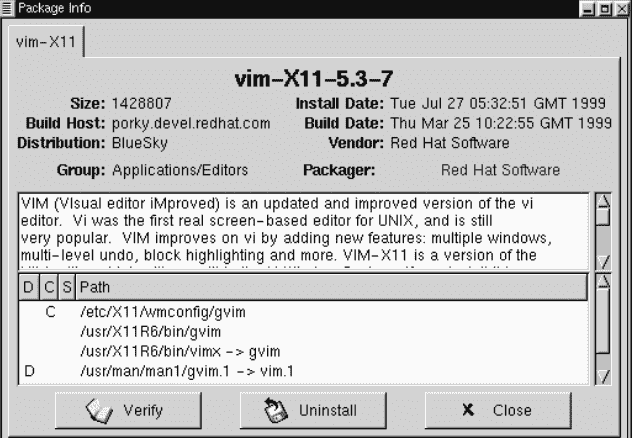 Package Info
vim-X11
vim-X11-5.3-7
Size: 1428807 Install Date: Tue Jul 27 05:32:51 GMT 1999
Build Host: porky.devel.redhat.com Build Date: Thu Mar 25 10:22:55 GMT 1999
Distribution: BlueSky Vendor: Red Hat Software
Group: Applications/Editors Packager: Red Hat Software
VIM (VIsual editor iMproved) is an updated and improved version of the vi
editor. Vi was the first real screen-based editor for UNIX, and is still
very popular. VIM improves on vi by adding new features: multiple windows,
multi-level undo, block highlighting and more. VIM-X11 is a version of the
D C S Path
C /etc/X11/wmconfig/gvim
/usr/X11R6/bin/gvim
/usr/X11R6/bin/vimx -> gvim
D /usr/man/man1/gvim.1 -> vim.1
Verify Uninstall Close